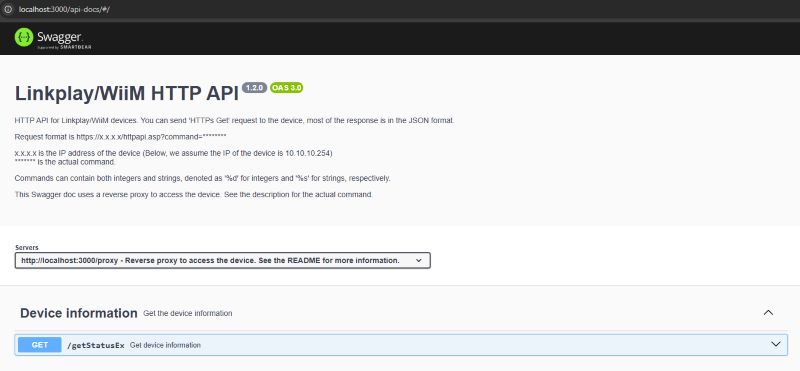 localhost:3000/api-docs/#/
Swagger.
Supported by SMARTBEAR
Linkplay/WiiM HTTP API 1.2.0 OAS 3.0
HTTP API for Linkplay/WiiM devices. You can send 'HTTPs Get' request to the device, most of the response is in the JSON format.
Request format is https://x.x.x.x/httpapi.asp?command=********
x.x.x.x is the IP address of the device (Below, we assume the IP of the device is 10.10.10.254)
******* is the actual command.
Commands can contain both integers and strings, denoted as '%d' for integers and '%s' for strings, respectively.
This Swagger doc uses a reverse proxy to access the device. See the description for the actual command.
Servers
http://localhost:3000/proxy - Reverse proxy to access the device. See the README for more information.
Device information Get the device information
GET /getStatusEx Get device information